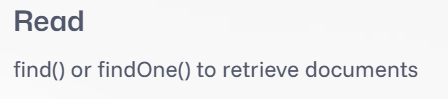 Read
find() or findOne() to retrieve documents